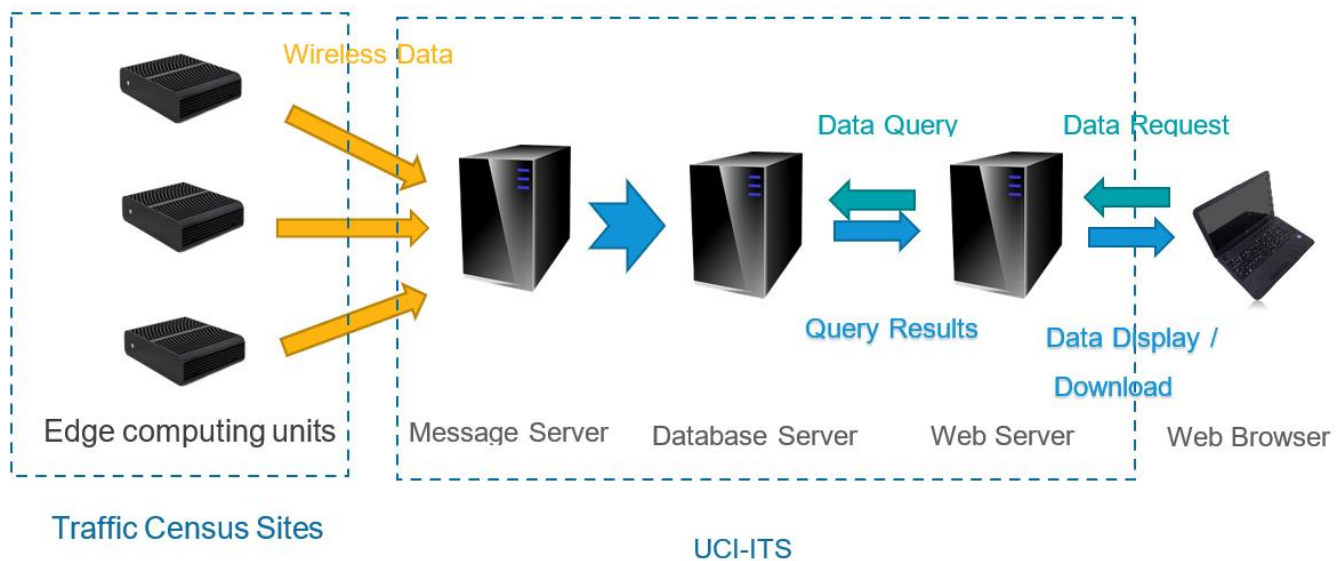 Wireless Data
Data Query
Data Request
Query Results
Data Display /
Download
Edge computing units
Message Server
Database Server
Web Server
Web Browser
Traffic Census Sites
UCI-ITS